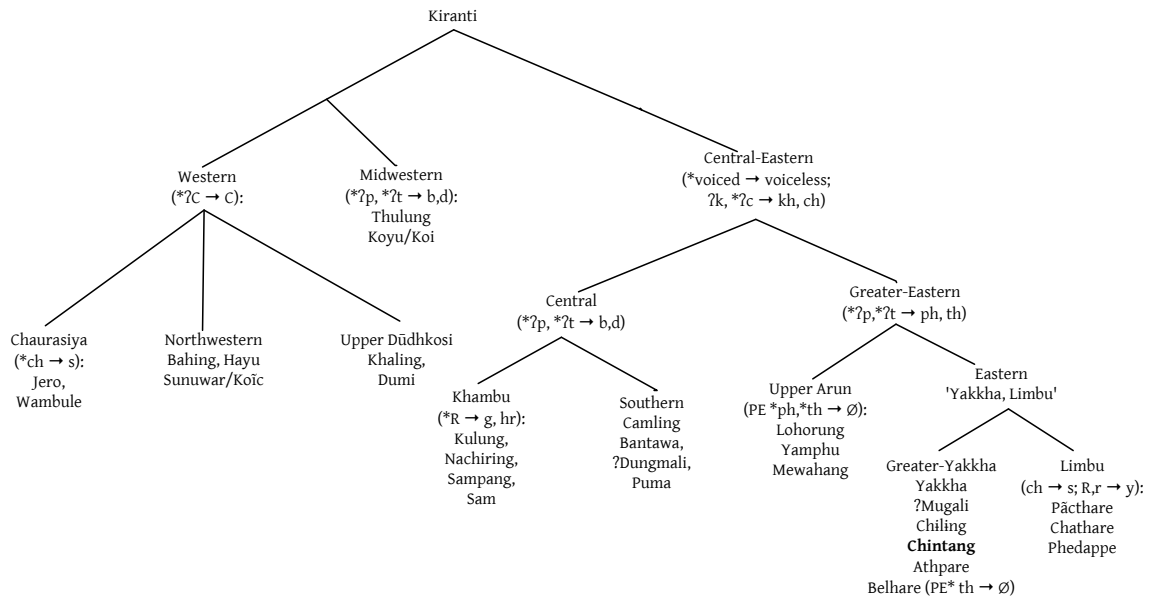 Kiranti
Western
(*ʔC → C):
Midwestern
(*ʔp, *ʔt → b,d):
Thulung
Koyu/Koi
Central-Eastern
(*voiced → voiceless;
ʔk, *ʔc → kh, ch)
Chaurasiya
(*ch → s):
Jero,
Wambule
Northwestern
Bahing, Hayu
Sunuwar/Koĩc
Upper Dūdhkosi
Khaling,
Dumi
Central
(*ʔp, *ʔt → b,d)
Greater-Eastern
(*ʔp,*ʔt → ph, th)
Khambu
(*R → g, hr):
Kulung,
Nachiring,
Sampang,
Sam
Southern
Camling
Bantawa,
?Dungmali,
Puma
Upper Arun
(PE *ph,*th → Ø):
Lohorung
Yamphu
Mewahang
Eastern
'Yakkha, Limbu'
Greater-Yakkha
Yakkha
?Mugali
Chɨlɨng
Chintang
Athpare
Belhare (PE* th → Ø)
Limbu
(ch → s; R,r → y):
Pãcthare
Chathare
Phedappe